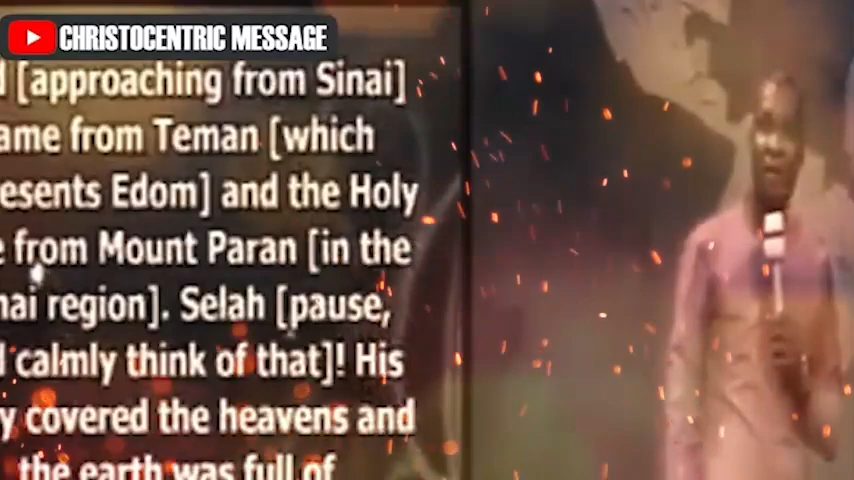 CHRISTOCENTRIC MESSAGE
[approaching from Sinai]
from Teman [which
Edom] and the Holy
from Mount Paran [in the
region]. Selah [pause,
calmly think of that]! His
covered the heavens and
the earth was full of